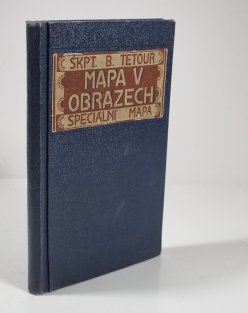 ŠKPT. B. TETOUR
MAPA V
OBRAZECH
SPECIÁLNÍ MAPA